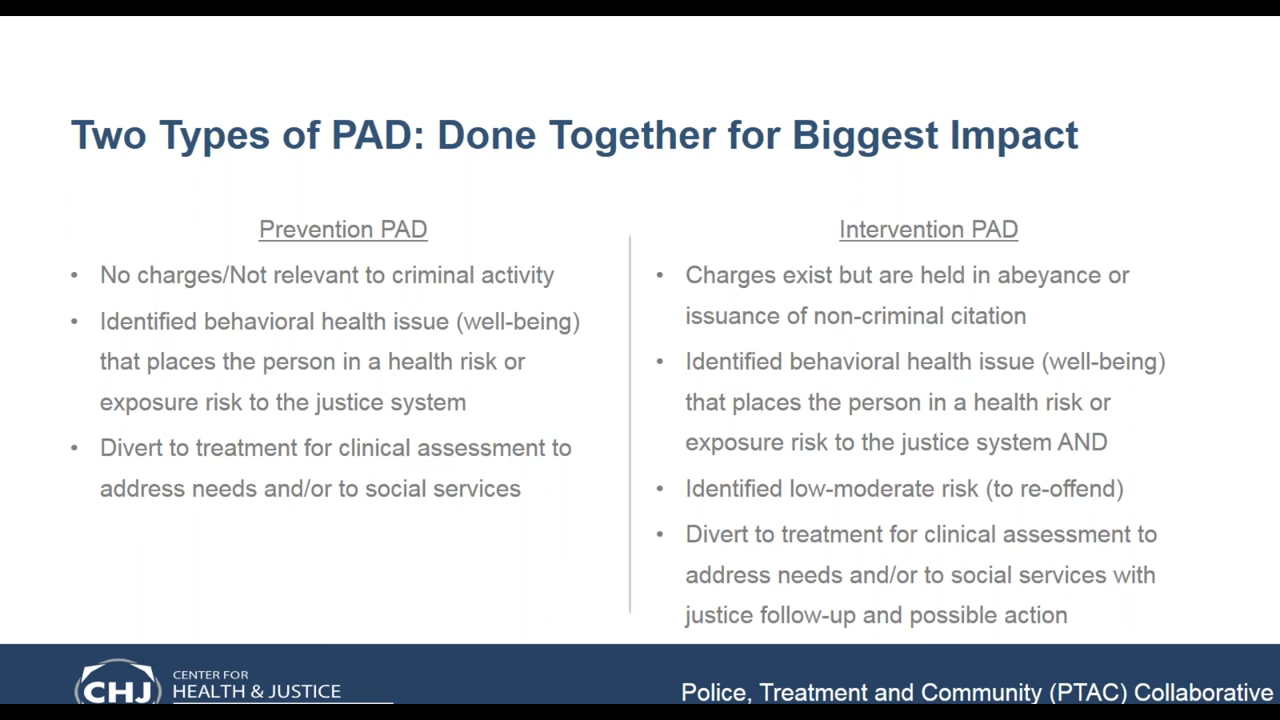 Two Types of PAD: Done Together for Biggest Impact
Prevention PAD
• No charges/Not relevant to criminal activity
• Identified behavioral health issue (well-being)
that places the person in a health risk or
exposure risk to the justice system
• Divert to treatment for clinical assessment to
address needs and/or to social services
Intervention PAD
• Charges exist but are held in abeyance or
issuance of non-criminal citation
• Identified behavioral health issue (well-being)
that places the person in a health risk or
exposure risk to the justice system AND
• Identified low-moderate risk (to re-offend)
• Divert to treatment for clinical assessment to
address needs and/or to social services with
justice follow-up and possible action
CHJ
CENTER FOR
HEALTH & JUSTICE
Police, Treatment and Community (PTAC) Collaborative